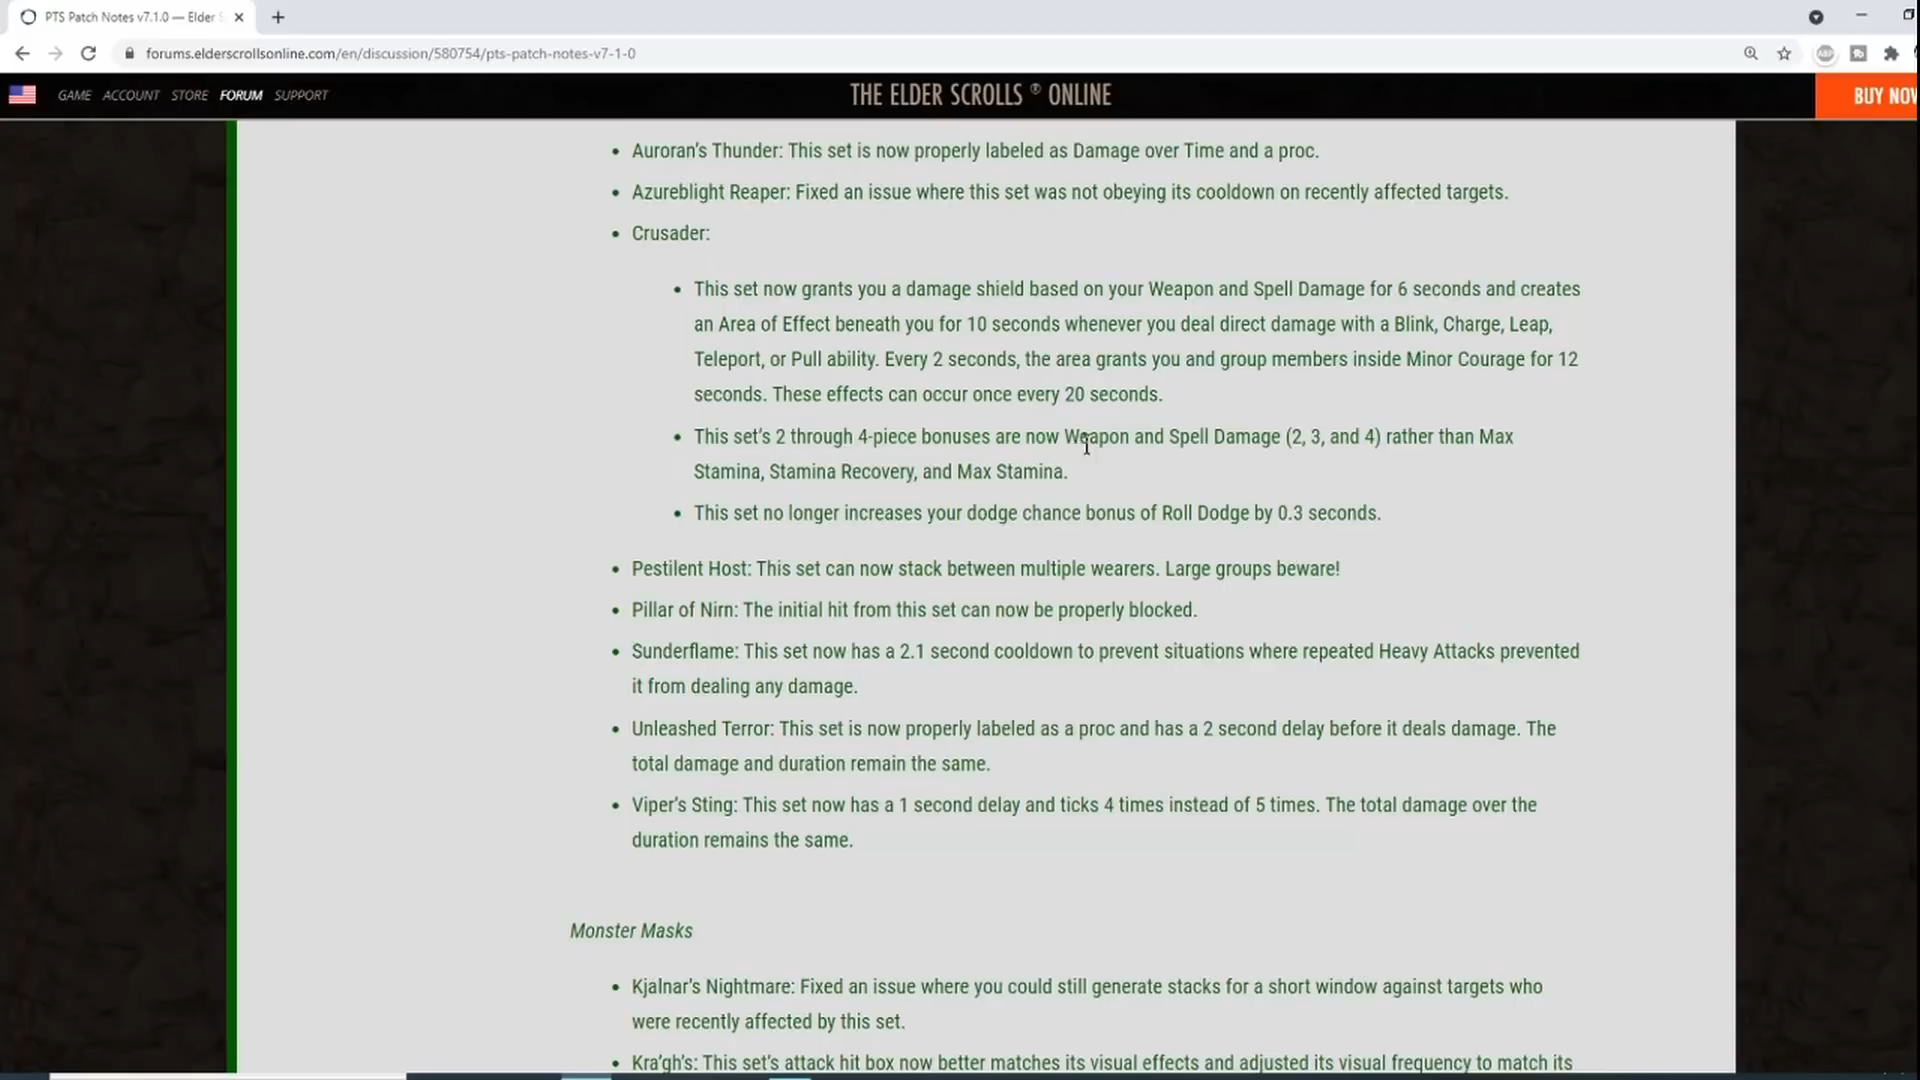 PTS Patch Notes v7.1.0 — Elder S
forums.elderscrollsonline.com/en/discussion/580754/pts-patch-notes-v7-1-0
ABP
GAME ACCOUNT STORE FORUM SUPPORT
THE ELDER SCROLLS ® ONLINE
BUY NOW
• Auroran’s Thunder: This set is now properly labeled as Damage over Time and a proc.
• Azureblight Reaper: Fixed an issue where this set was not obeying its cooldown on recently affected targets.
• Crusader:
• This set now grants you a damage shield based on your Weapon and Spell Damage for 6 seconds and creates
an Area of Effect beneath you for 10 seconds whenever you deal direct damage with a Blink, Charge, Leap,
Teleport, or Pull ability. Every 2 seconds, the area grants you and group members inside Minor Courage for 12
seconds. These effects can occur once every 20 seconds.
• This set’s 2 through 4-piece bonuses are now Weapon and Spell Damage (2, 3, and 4) rather than Max
Stamina, Stamina Recovery, and Max Stamina.
• This set no longer increases your dodge chance bonus of Roll Dodge by 0.3 seconds.
• Pestilent Host: This set can now stack between multiple wearers. Large groups beware!
• Pillar of Nirn: The initial hit from this set can now be properly blocked.
• Sunderflame: This set now has a 2.1 second cooldown to prevent situations where repeated Heavy Attacks prevented
it from dealing any damage.
• Unleashed Terror: This set is now properly labeled as a proc and has a 2 second delay before it deals damage. The
total damage and duration remain the same.
• Viper’s Sting: This set now has a 1 second delay and ticks 4 times instead of 5 times. The total damage over the
duration remains the same.
Monster Masks
• Kjalnar’s Nightmare: Fixed an issue where you could still generate stacks for a short window against targets who
were recently affected by this set.
• Kra’gh’s: This set’s attack hit box now better matches its visual effects and adjusted its visual frequency to match its